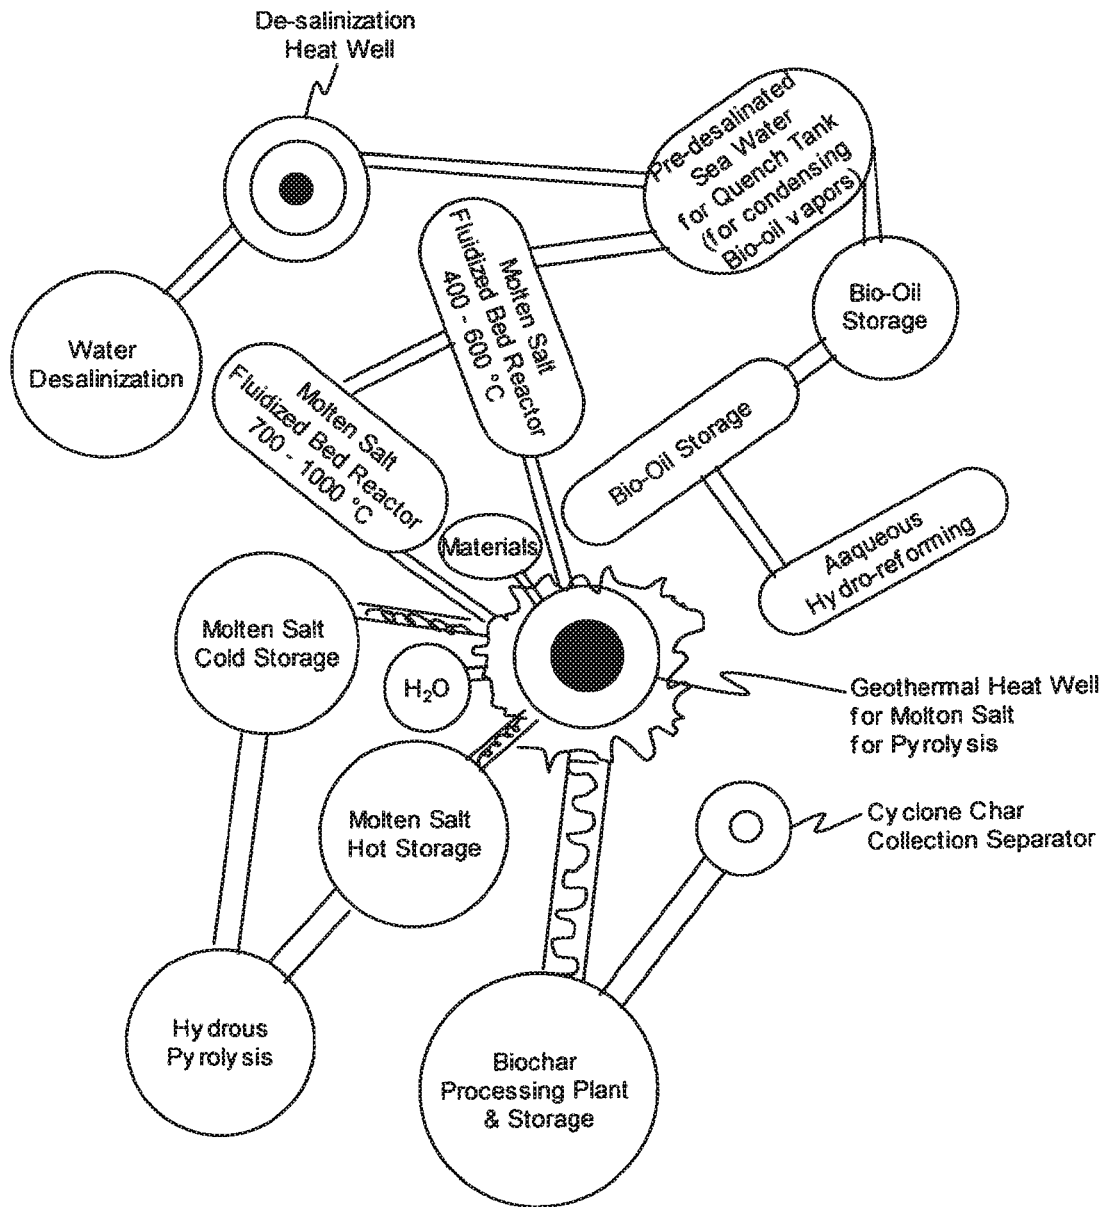 De-salinization
Heat Well
Pre-desalinated
Sea Water
for Quench Tank
(for condensing
Bio-oil vapors)
Molten Salt
Fluidized Bed Reactor
400 - 600 °C
Bio-Oil
Storage
Water
Desalinization
Molten Salt
Fluidized Bed Reactor
700 - 1000 °C
Bio-Oil Storage
Aaqueous
Hydro-reforming
Materials
Molten Salt
Cold Storage
H₂O
Geothermal Heat Well
for Molton Salt
for Pyrolysis
Molten Salt
Hot Storage
Cyclone Char
Collection Separator
Hydrous
Pyrolysis
Biochar
Processing Plant
& Storage